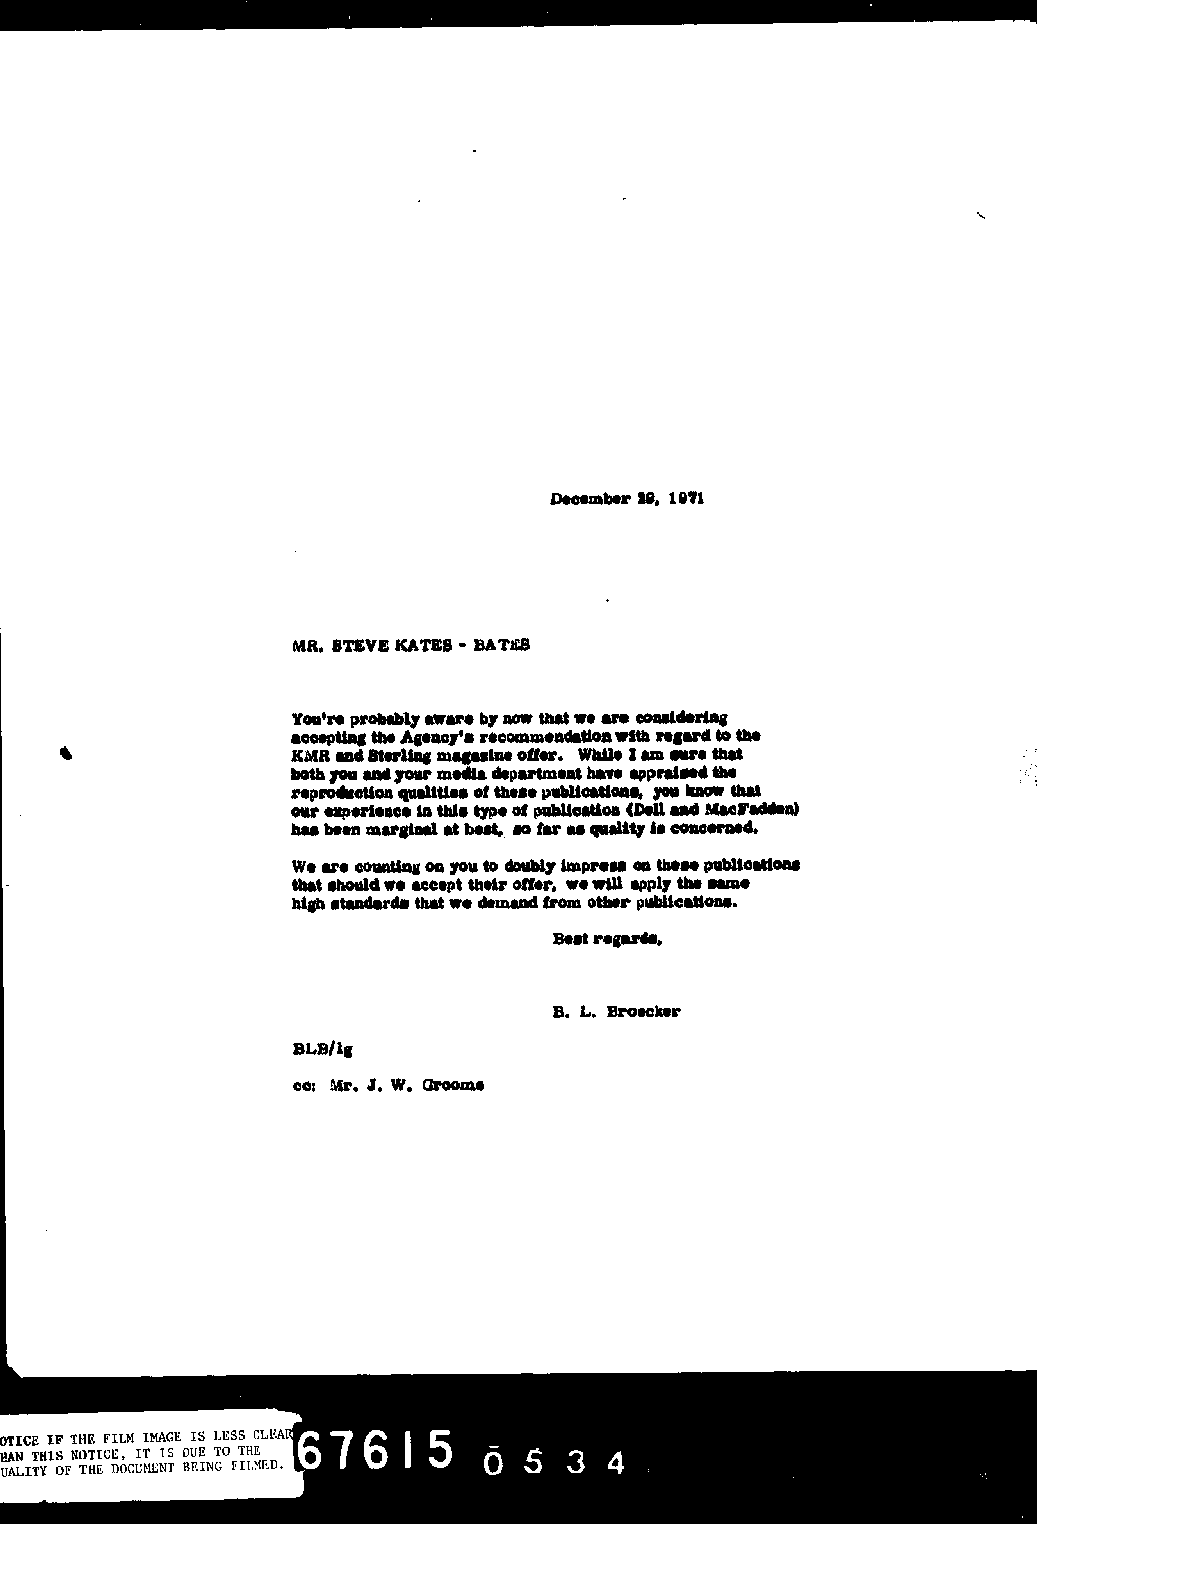 December 29, 1971
MR. STEVE KATES - BATES
You're probably aware by now that we are considering
accepting the Agency's recommendation with regard to the
KMR and Sterling magazine offer. While I am sure that
both you and your media department have appraised the
reproduction qualities of these publications, you know that
our experience in this type of publication (Dell and MacFadden)
has been marginal at best, so far as quality is concerned.
We are counting on you to doubly impress on these publications
that should we accept their offer, we will apply the same
high standards that we demand from other publications.
Best regards,
B. L. Broecker
BLB/lg
cc: Mr. J. W. Groome
OTICE IF THE FILM IMAGE IS LESS CLEAR
HAN THIS NOTICE, IT IS DUE TO THE
UALITY OF THE DOCUMENT BEING FILMED.
67615 0534